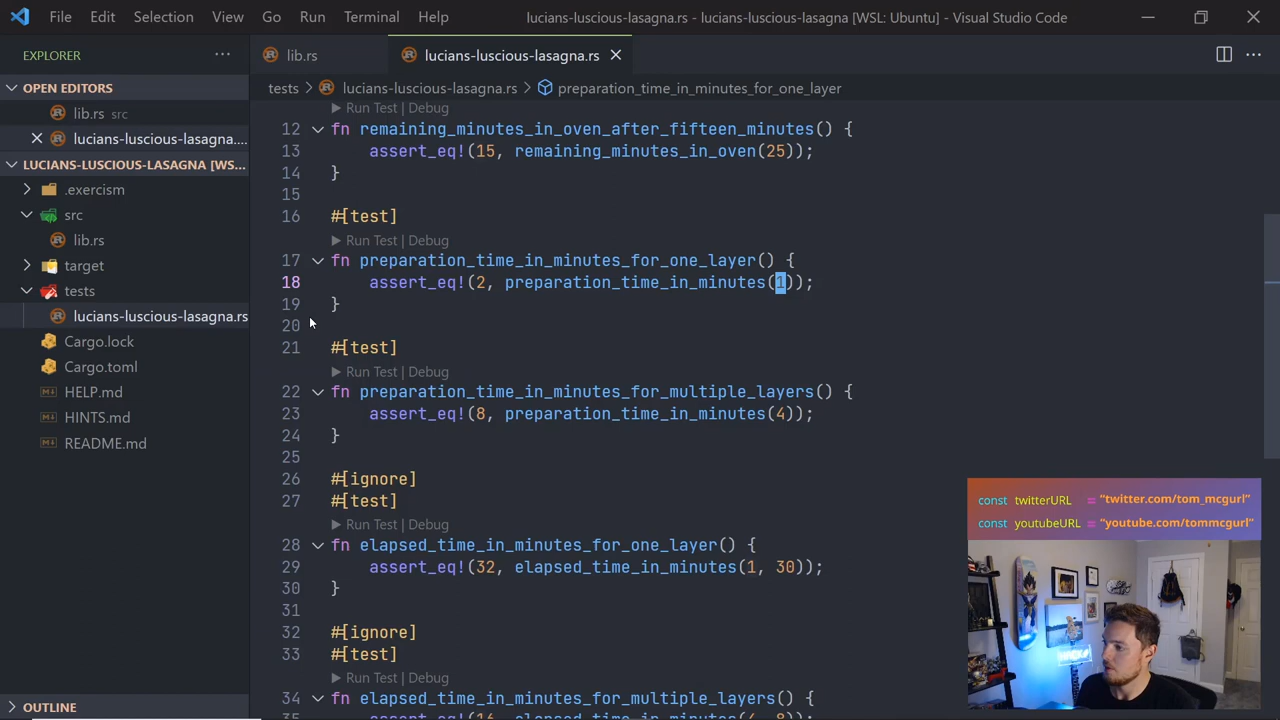 File Edit Selection View Go Run Terminal Help lucians-luscious-lasagna.rs - lucians-luscious-lasagna [WSL: Ubuntu] - Visual Studio Code
EXPLORER ···
lib.rs
lucians-luscious-lasagna.rs
OPEN EDITORS
lib.rs src
lucians-luscious-lasagna....
LUCIANS-LUSCIOUS-LASAGNA [WS...
.exercism
src
lib.rs
target
tests
lucians-luscious-lasagna.rs
Cargo.lock
Cargo.toml
HELP.md
HINTS.md
README.md
OUTLINE
tests > lucians-luscious-lasagna.rs > preparation_time_in_minutes_for_one_layer
Run Test | Debug
12 fn remaining_minutes_in_oven_after_fifteen_minutes() {
13 assert_eq!(15, remaining_minutes_in_oven(25));
14 }
15
16 #[test]
Run Test | Debug
17 fn preparation_time_in_minutes_for_one_layer() {
18 assert_eq!(2, preparation_time_in_minutes(1));
19 }
20
21 #[test]
Run Test | Debug
22 fn preparation_time_in_minutes_for_multiple_layers() {
23 assert_eq!(8, preparation_time_in_minutes(4));
24 }
25
26 #[ignore]
27 #[test]
Run Test | Debug
28 fn elapsed_time_in_minutes_for_one_layer() {
29 assert_eq!(32, elapsed_time_in_minutes(1, 30));
30 }
31
32 #[ignore]
33 #[test]
Run Test | Debug
34 fn elapsed_time_in_minutes_for_multiple_layers() {
35 assert_eq!(16, elapsed_time_in_minutes(4, 8));
const twitterURL = "twitter.com/tom_mcgurl"
const youtubeURL = "youtube.com/tommcgurl"